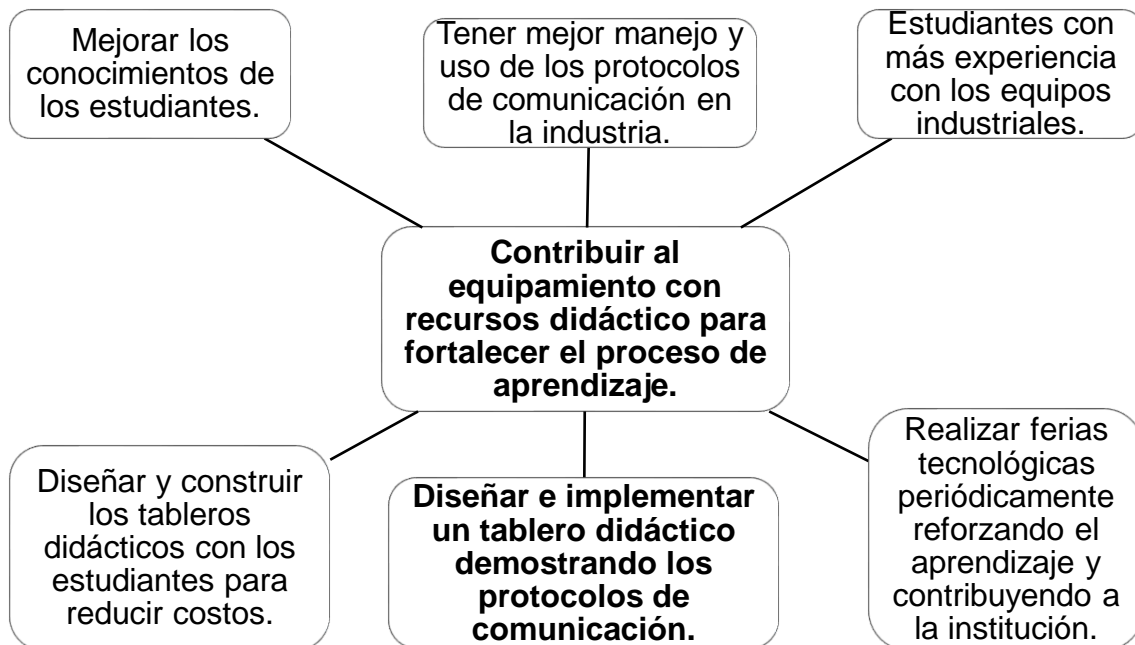 Mejorar los
conocimientos de
los estudiantes.
Tener mejor manejo y
uso de los protocolos
de comunicación en
la industria.
Estudiantes con
más experiencia
con los equipos
industriales.
Contribuir al
equipamiento con
recursos didáctico para
fortalecer el proceso de
aprendizaje.
Diseñar y construir
los tableros
didácticos con los
estudiantes para
reducir costos.
Diseñar e implementar
un tablero didáctico
demostrando los
protocolos de
comunicación.
Realizar ferias
tecnológicas
periódicamente
reforzando el
aprendizaje y
contribuyendo a
la institución.